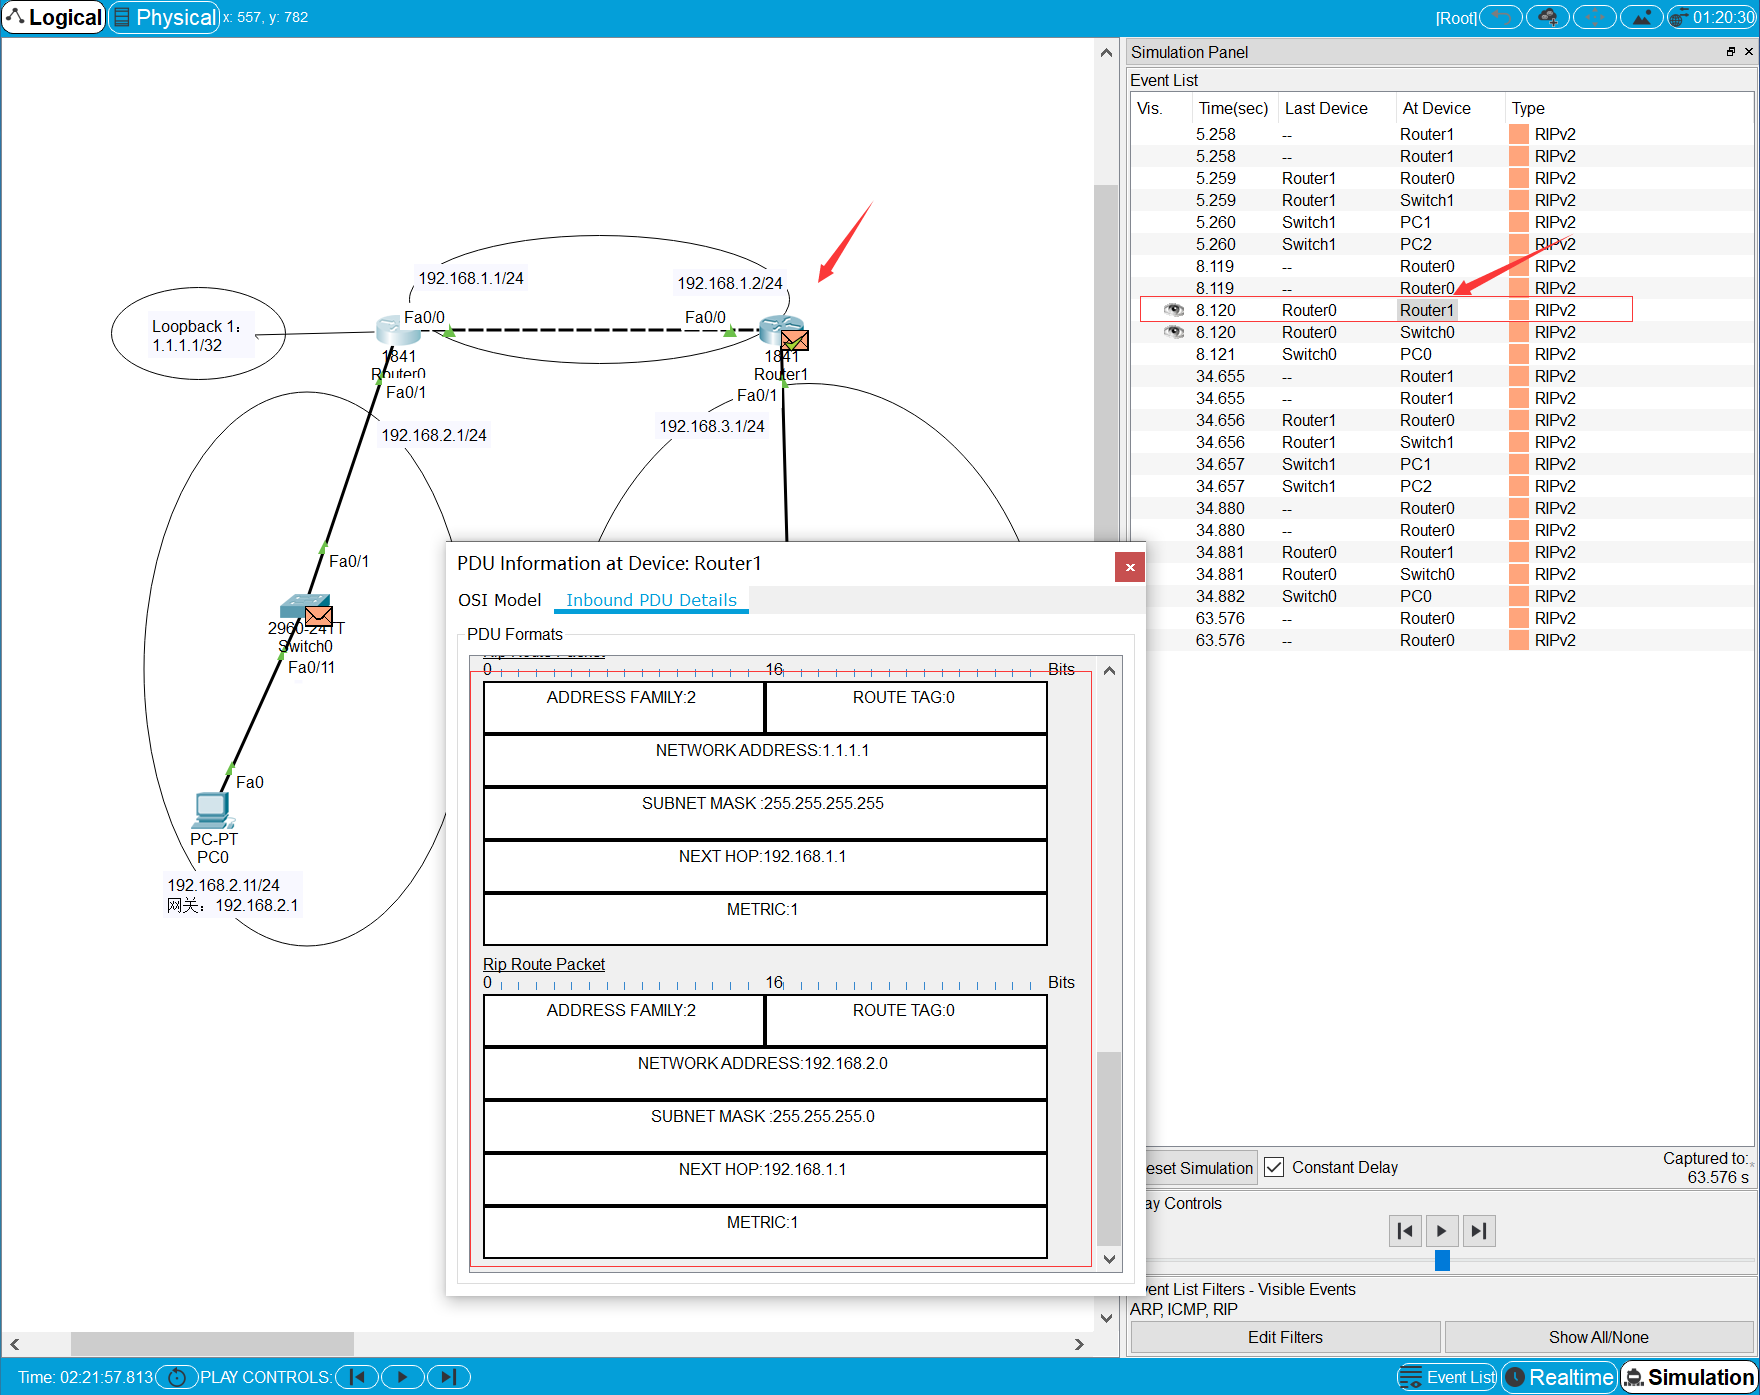 Logical
Physical
x: 557, y: 782
[Root]
01:20:30
Simulation Panel
Event List
Vis. Time(sec) Last Device At Device Type
5.258 -- Router1 RIPv2
5.258 -- Router1 RIPv2
5.259 Router1 Router0 RIPv2
5.259 Router1 Switch1 RIPv2
5.260 Switch1 PC1 RIPv2
5.260 Switch1 PC2 RIPv2
8.119 -- Router0 RIPv2
8.119 -- Router0 RIPv2
8.120 Router0 Router1 RIPv2
8.120 Router0 Switch0 RIPv2
8.121 Switch0 PC0 RIPv2
34.655 -- Router1 RIPv2
34.655 -- Router1 RIPv2
34.656 Router1 Router0 RIPv2
34.656 Router1 Switch1 RIPv2
34.657 Switch1 PC1 RIPv2
34.657 Switch1 PC2 RIPv2
34.880 -- Router0 RIPv2
34.880 -- Router0 RIPv2
34.881 Router0 Router1 RIPv2
34.881 Router0 Switch0 RIPv2
34.882 Switch0 PC0 RIPv2
63.576 -- Router0 RIPv2
63.576 -- Router0 RIPv2
192.168.1.1/24
192.168.1.2/24
Fa0/0
Fa0/0
Loopback 1：
1.1.1.1/32
1841
Router0
Fa0/1
1841
Router1
Fa0/1
192.168.2.1/24
192.168.3.1/24
Fa0/1
2960-24TT
Switch0
Fa0/11
Fa0
PC-PT
PC0
192.168.2.11/24
网关：192.168.2.1
PDU Information at Device: Router1
OSI Model
Inbound PDU Details
PDU Formats
Rip Route Packet
0 16 Bits
ADDRESS FAMILY:2 ROUTE TAG:0
NETWORK ADDRESS:1.1.1.1
SUBNET MASK :255.255.255.255
NEXT HOP:192.168.1.1
METRIC:1
Rip Route Packet
0 16 Bits
ADDRESS FAMILY:2 ROUTE TAG:0
NETWORK ADDRESS:192.168.2.0
SUBNET MASK :255.255.255.0
NEXT HOP:192.168.1.1
METRIC:1
eset Simulation
Constant Delay
Captured to:
63.576 s
ay Controls
vent List Filters - Visible Events
ARP, ICMP, RIP
Edit Filters
Show All/None
Time: 02:21:57.813
PLAY CONTROLS:
Event List
Realtime
Simulation